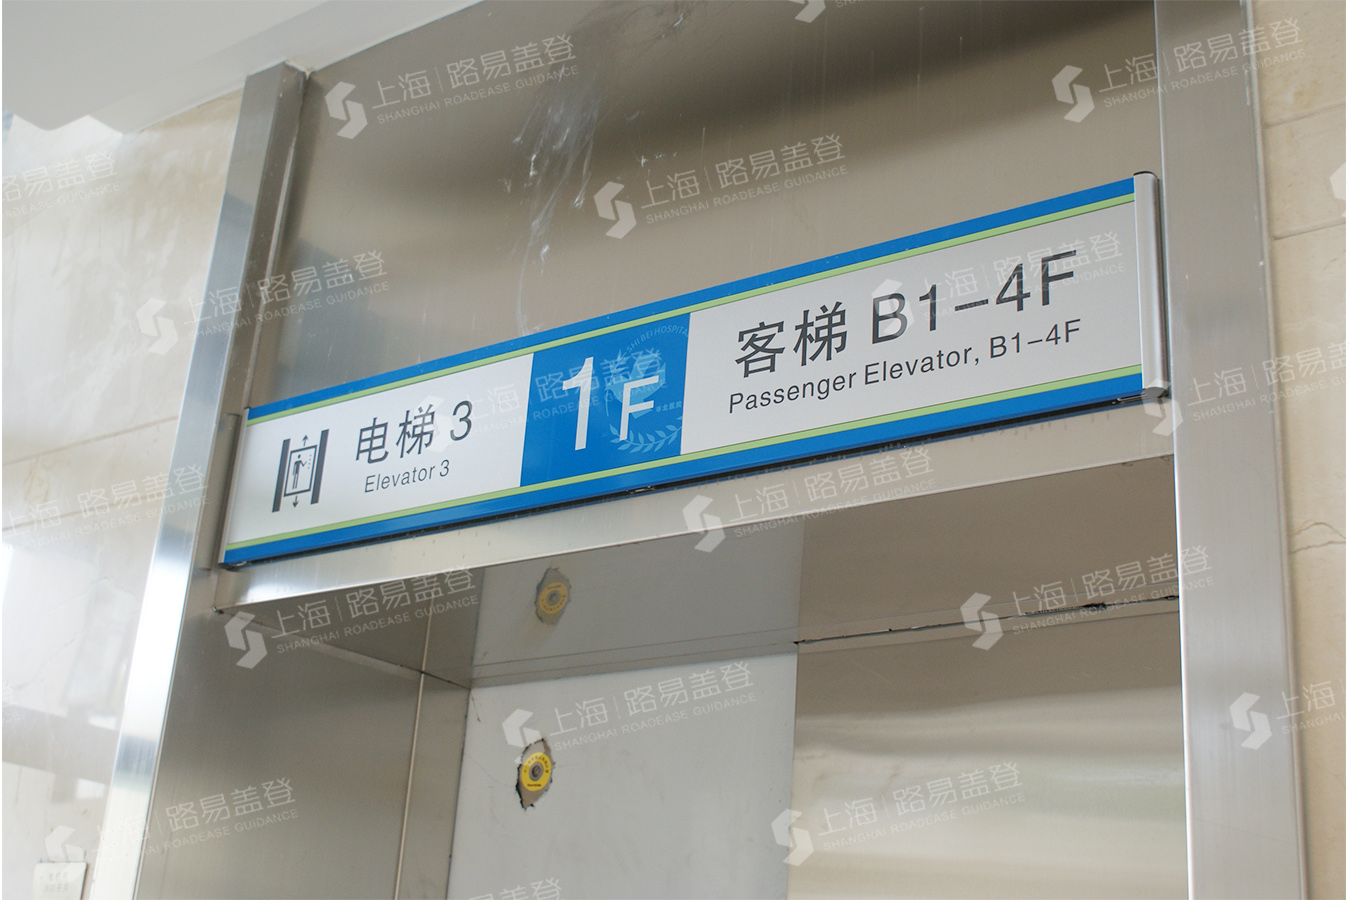 电梯 3
Elevator 3
1F
客梯 B1-4F
Passenger Elevator, B1-4F
上海|路易盖登
SHANGHAI ROADEASE GUIDANCE